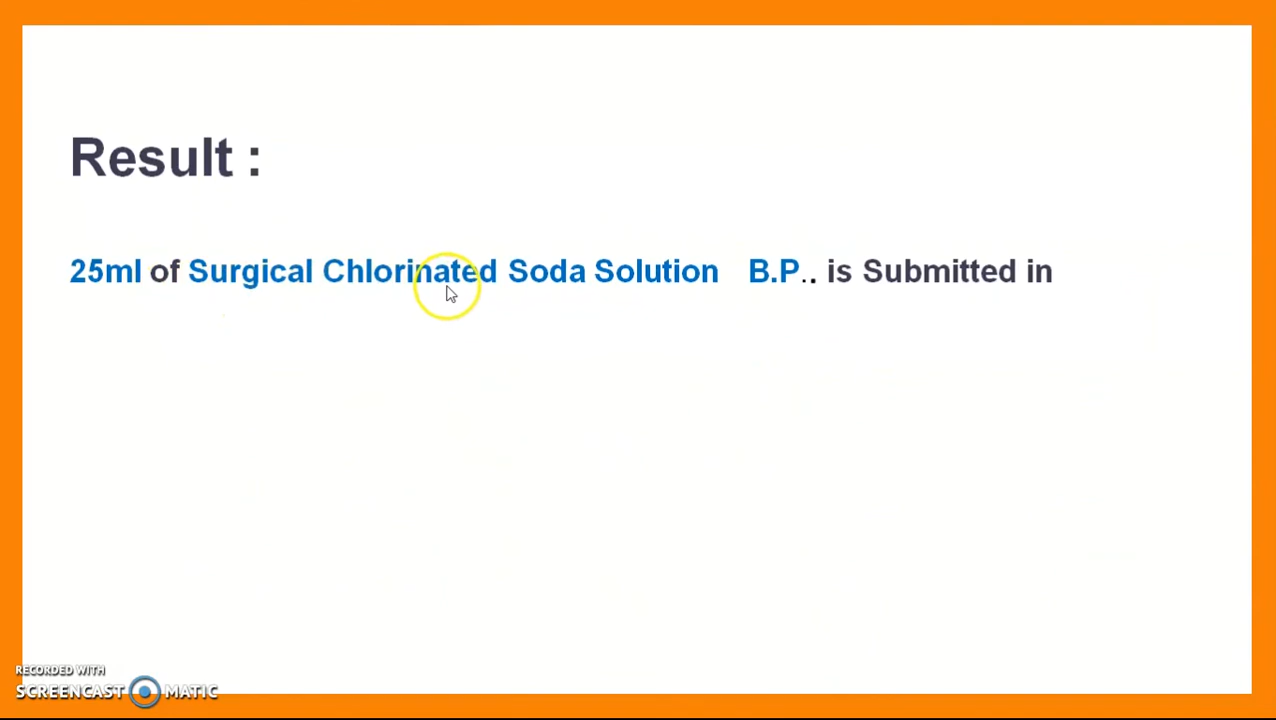 Result :
25ml of Surgical Chlorinated Soda Solution B.P.. is Submitted in
RECORDED WITH
SCREENCAST MATIC